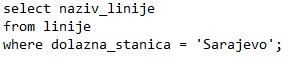 select naziv_linije
from linije
where dolazna_stanica = 'Sarajevo';